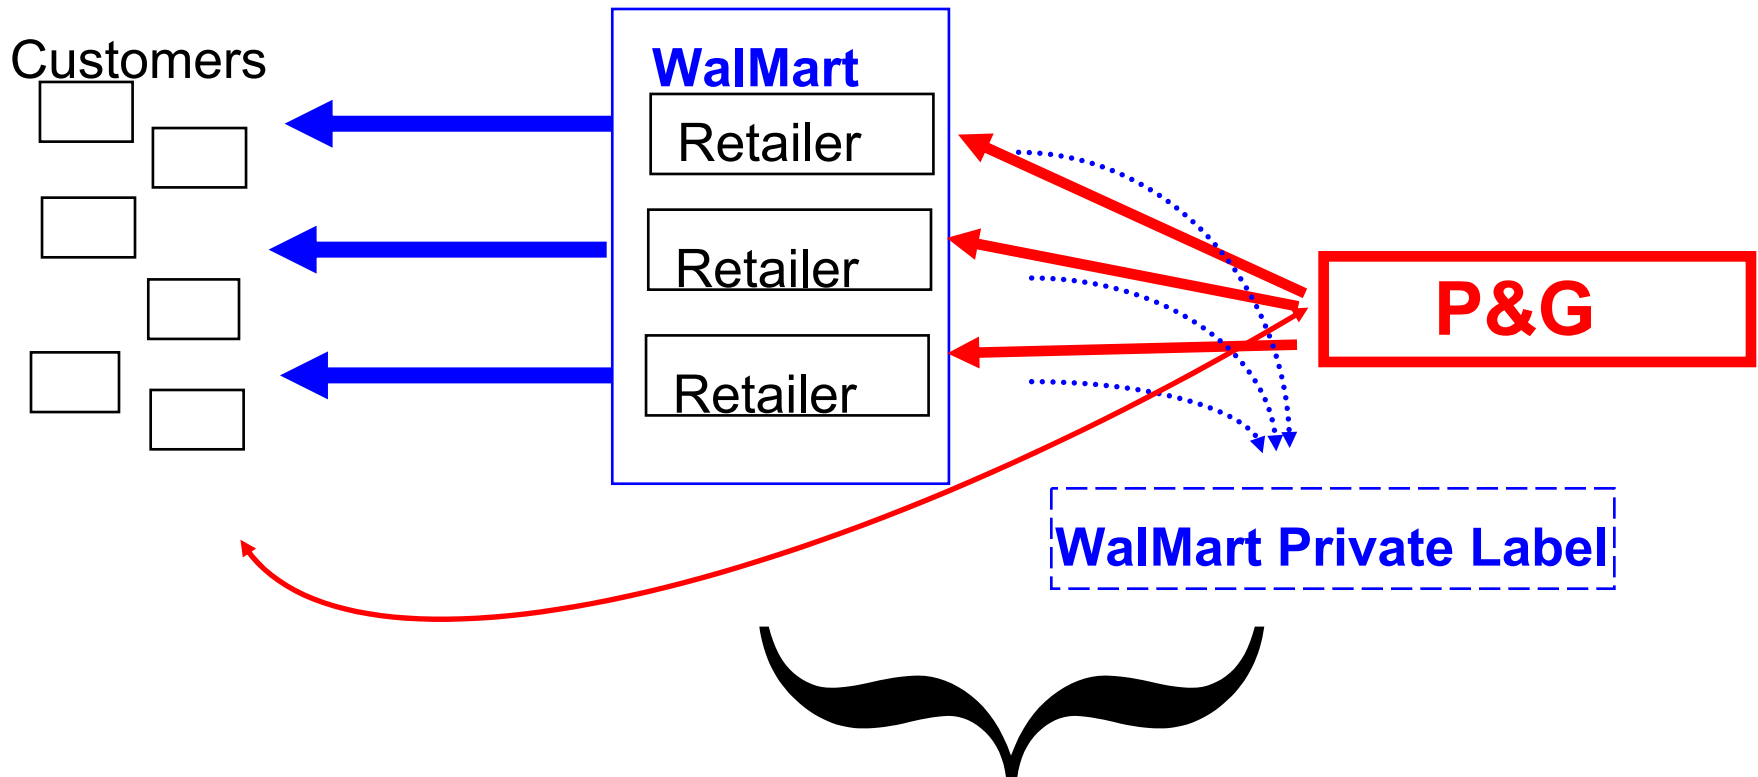 Customers
WalMart
Retailer
Retailer
Retailer
P&G
WalMart Private Label